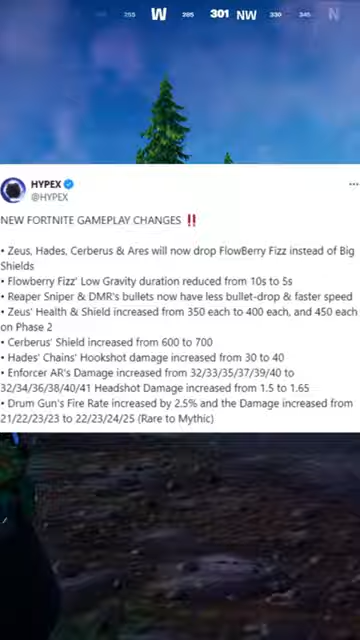 255 W 285 301 NW 330 345 N
HYPEX
@HYPEX
NEW FORTNITE GAMEPLAY CHANGES ‼️
• Zeus, Hades, Cerberus & Ares will now drop FlowBerry Fizz instead of Big
Shields
• Flowberry Fizz' Low Gravity duration reduced from 10s to 5s
• Reaper Sniper & DMR's bullets now have less bullet-drop & faster speed
• Zeus' Health & Shield increased from 350 each to 400 each, and 450 each
on Phase 2
• Cerberus' Shield increased from 600 to 700
• Hades' Chains' Hookshot damage increased from 30 to 40
• Enforcer AR's Damage increased from 32/33/35/37/39/40 to
32/34/36/38/40/41 Headshot Damage increased from 1.5 to 1.65
• Drum Gun's Fire Rate increased by 2.5% and the Damage increased from
21/22/23/23 to 22/23/24/25 (Rare to Mythic)